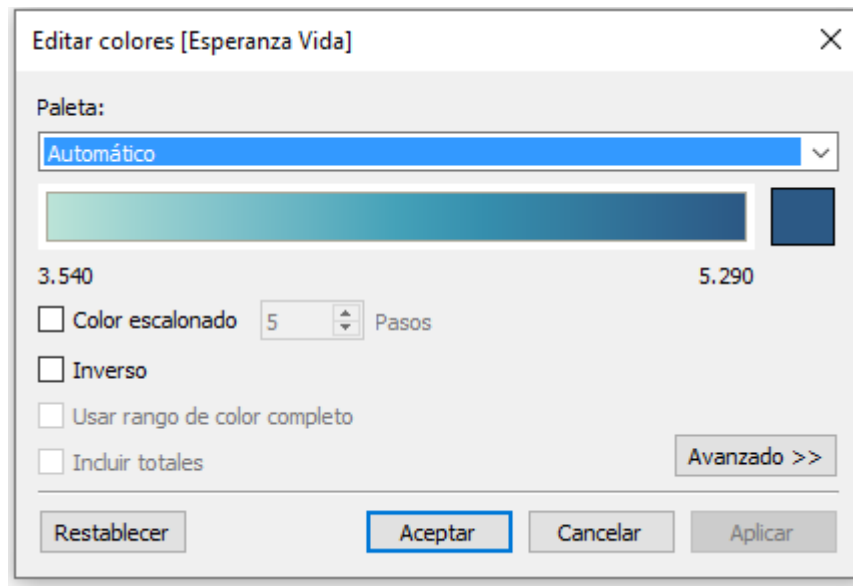 Editar colores [Esperanza Vida]
Paleta:
Automático
3.540 5.290
Color escalonado 5 Pasos
Inverso
Usar rango de color completo
Incluir totales
Avanzado >>
Restablecer Aceptar Cancelar Aplicar